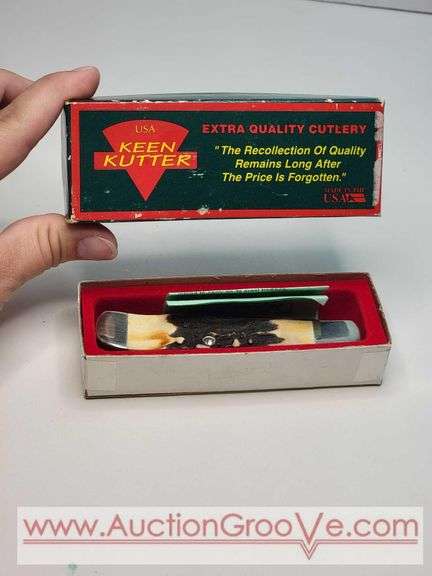 USA
KEEN
KUTTER
EXTRA QUALITY CUTLERY
"The Recollection Of Quality
Remains Long After
The Price Is Forgotten."
MADE IN THE
USA
www.AuctionGrooVe.com